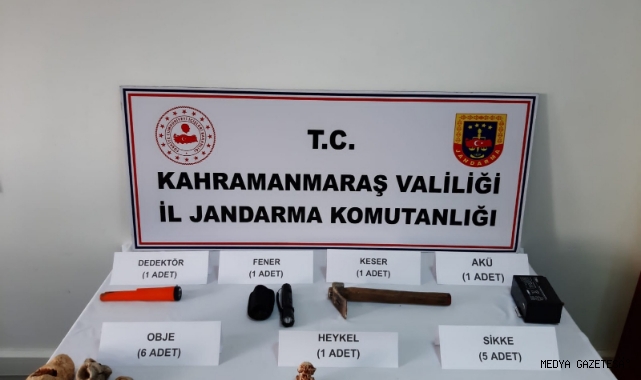 T.C.
KAHRAMANMARAŞ VALİLİĞİ
İL JANDARMA KOMUTANLIĞI
JANDARMA
DEDEKTÖR
(1 ADET)
FENER
(1 ADET)
KESER
(1 ADET)
AKÜ
(1 ADET)
OBJE
(6 ADET)
HEYKEL
(1 ADET)
SİKKE
(5 ADET)
MEDYA GAZETE